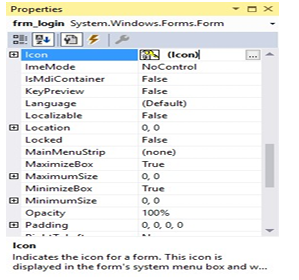 Properties
frm_login System.Windows.Forms.Form
Icon (Icon) ...
ImeMode NoControl
IsMdiContainer False
KeyPreview False
Language (Default)
Localizable False
Location 0, 0
Locked False
MainMenuStrip (none)
MaximizeBox True
MaximumSize 0, 0
MinimizeBox True
MinimumSize 0, 0
Opacity 100%
Padding 0, 0, 0, 0
Icon
Indicates the icon for a form. This icon is
displayed in the form's system menu box and w...